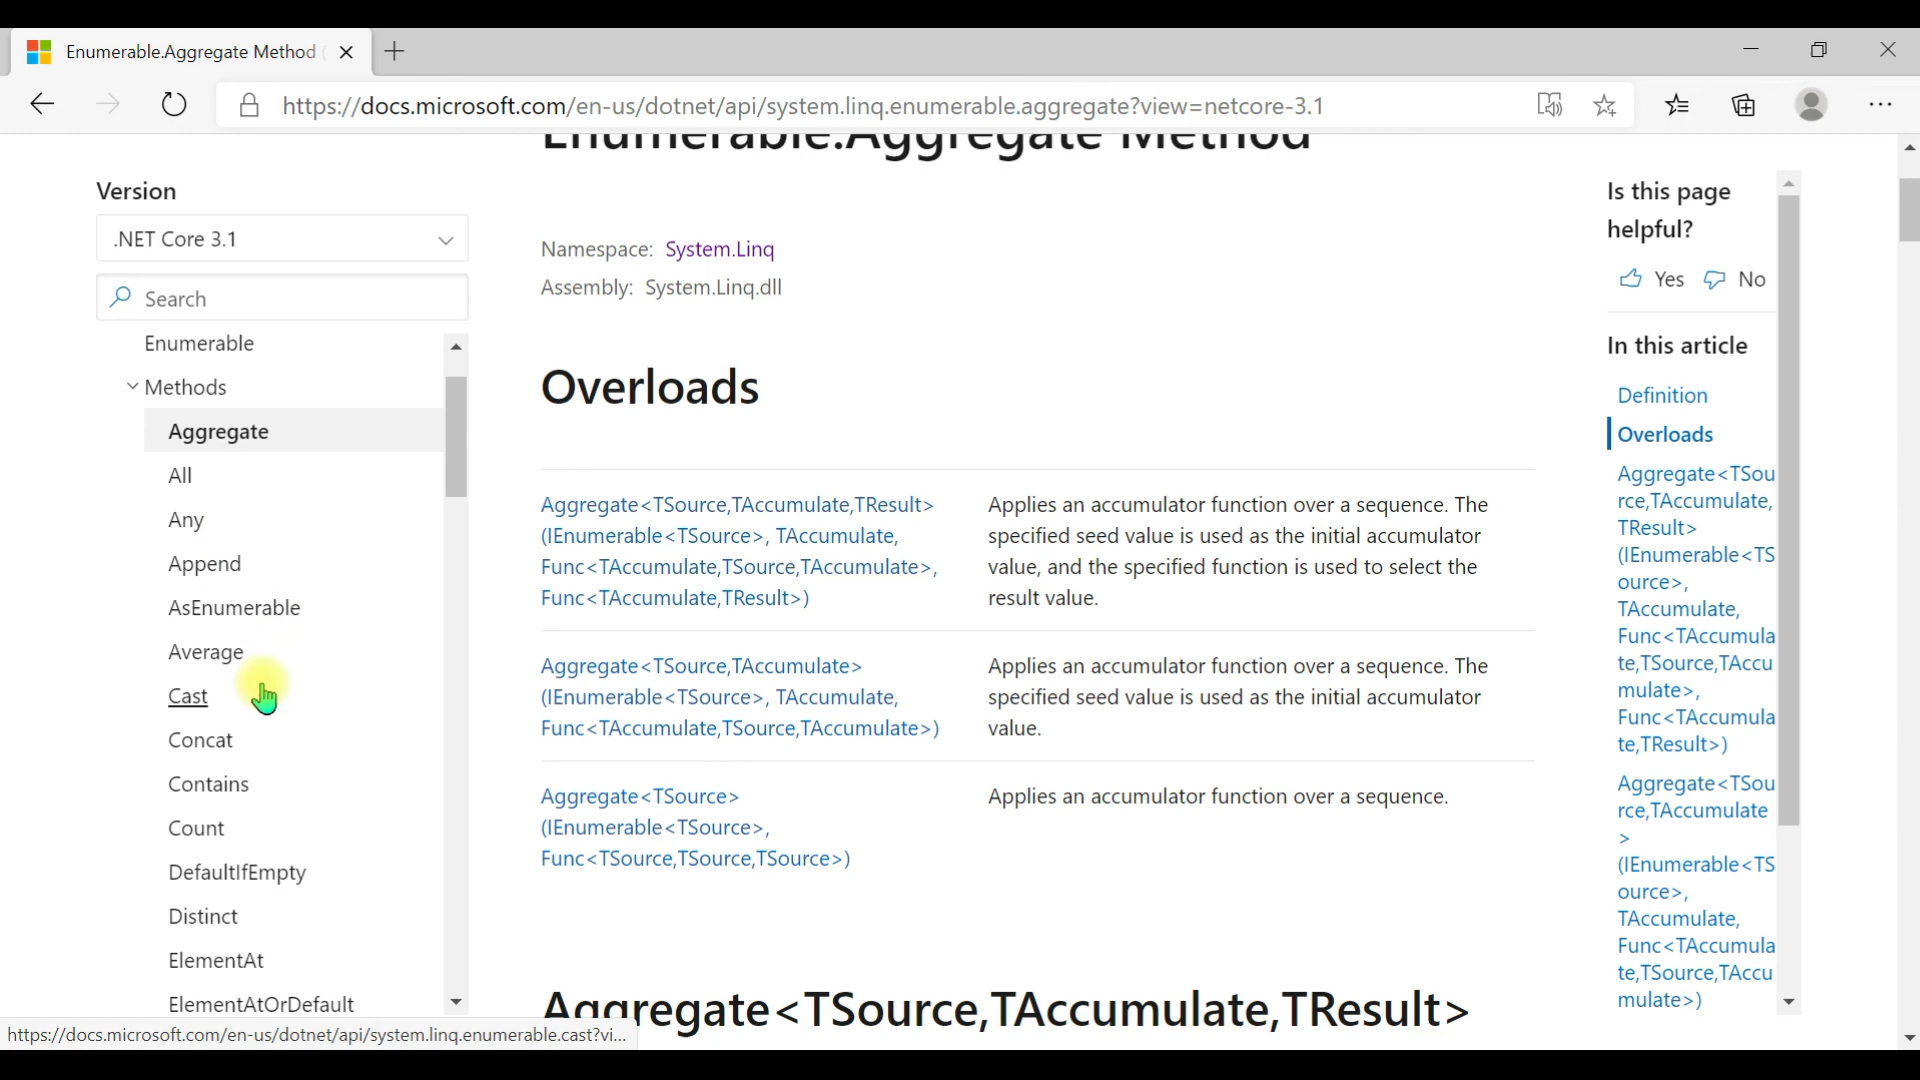 Enumerable.Aggregate Method (
https://docs.microsoft.com/en-us/dotnet/api/system.linq.enumerable.aggregate?view=netcore-3.1
Enumerable.Aggregate Method
Version
.NET Core 3.1
Search
Enumerable
Methods
Aggregate
All
Any
Append
AsEnumerable
Average
Cast
Concat
Contains
Count
DefaultIfEmpty
Distinct
ElementAt
ElementAtOrDefault
https://docs.microsoft.com/en-us/dotnet/api/system.linq.enumerable.cast?vi...
Namespace: System.Linq
Assembly: System.Linq.dll
Overloads
Aggregate<TSource,TAccumulate,TResult>
(IEnumerable<TSource>, TAccumulate,
Func<TAccumulate,TSource,TAccumulate>,
Func<TAccumulate,TResult>)
Applies an accumulator function over a sequence. The
specified seed value is used as the initial accumulator
value, and the specified function is used to select the
result value.
Aggregate<TSource,TAccumulate>
(IEnumerable<TSource>, TAccumulate,
Func<TAccumulate,TSource,TAccumulate>)
Applies an accumulator function over a sequence. The
specified seed value is used as the initial accumulator
value.
Aggregate<TSource>
(IEnumerable<TSource>,
Func<TSource,TSource,TSource>)
Applies an accumulator function over a sequence.
Aggregate<TSource,TAccumulate,TResult>
Is this page
helpful?
Yes No
In this article
Definition
Overloads
Aggregate<TSou
rce,TAccumulate,
TResult>
(IEnumerable<TS
ource>,
TAccumulate,
Func<TAccumula
te,TSource,TAccu
mulate>,
Func<TAccumula
te,TResult>)
Aggregate<TSou
rce,TAccumulate
>
(IEnumerable<TS
ource>,
TAccumulate,
Func<TAccumula
te,TSource,TAccu
mulate>)